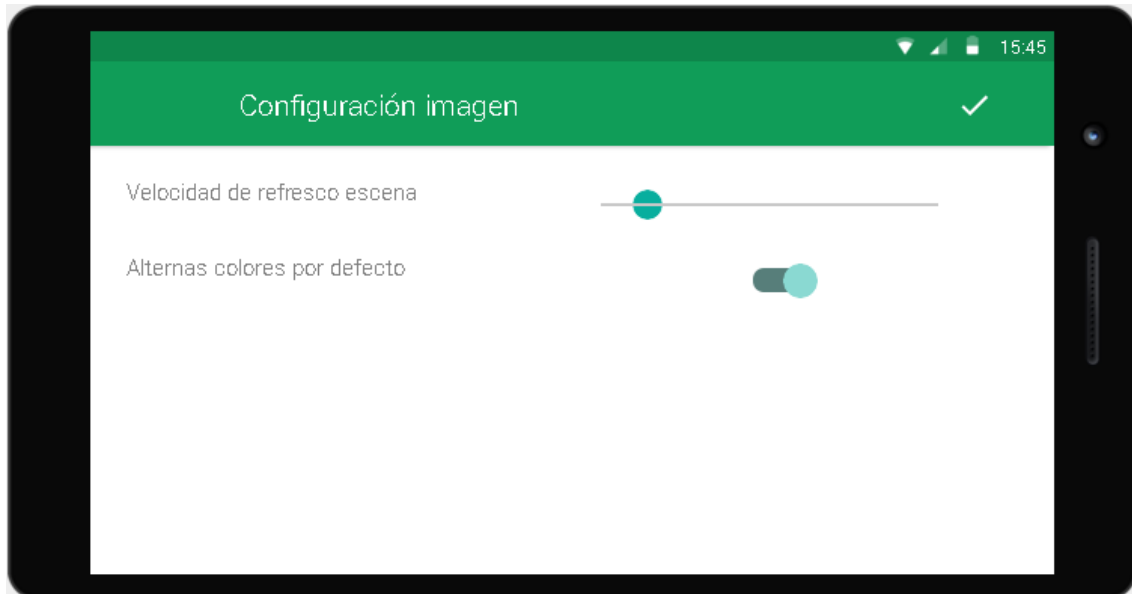 15:45
Configuración imagen
Velocidad de refresco escena
Alternas colores por defecto